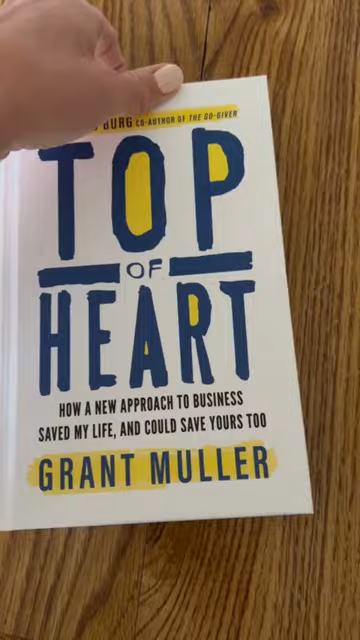 BURG CO-AUTHOR OF THE GO-GIVER
TOP
OF
HEART
HOW A NEW APPROACH TO BUSINESS
SAVED MY LIFE, AND COULD SAVE YOURS TOO
GRANT MULLER